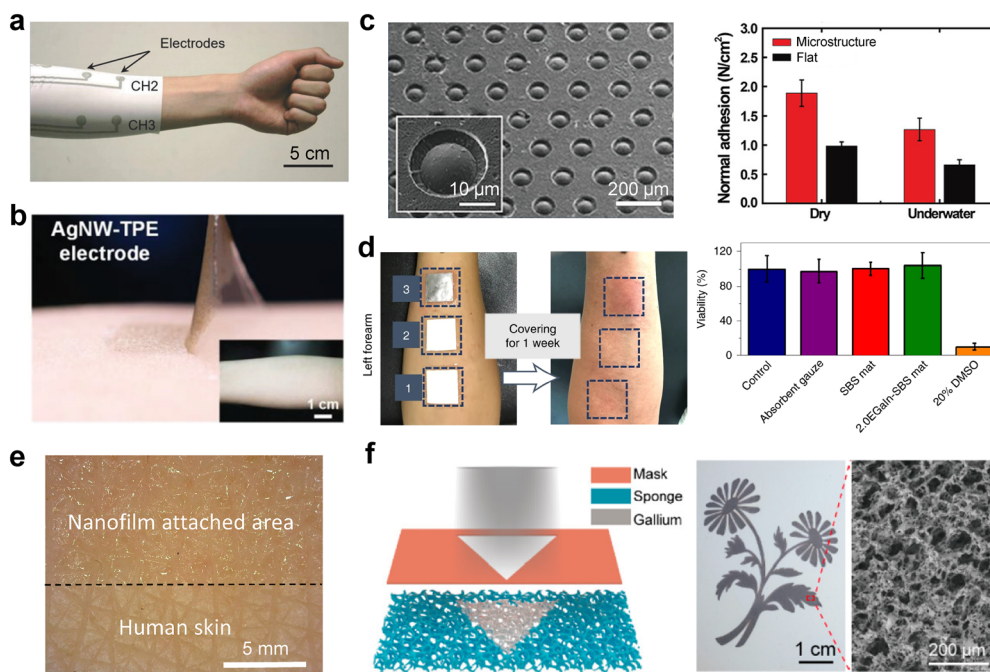 a
Electrodes
CH2
CH3
5 cm
b
AgNW-TPE
electrode
1 cm
c
10 μm
200 μm
Normal adhesion (N/cm²)
3.0
2.5
2.0
1.5
1.0
0.5
0.0
Microstructure
Flat
Dry
Underwater
d
Left forearm
3
2
1
Covering
for 1 week
Viability (%)
120
80
40
0
Control
Absorbent gauze
SBS mat
2.0EGaIn-SBS mat
20% DMSO
e
Nanofilm attached area
Human skin
5 mm
f
Mask
Sponge
Gallium
1 cm
200 μm